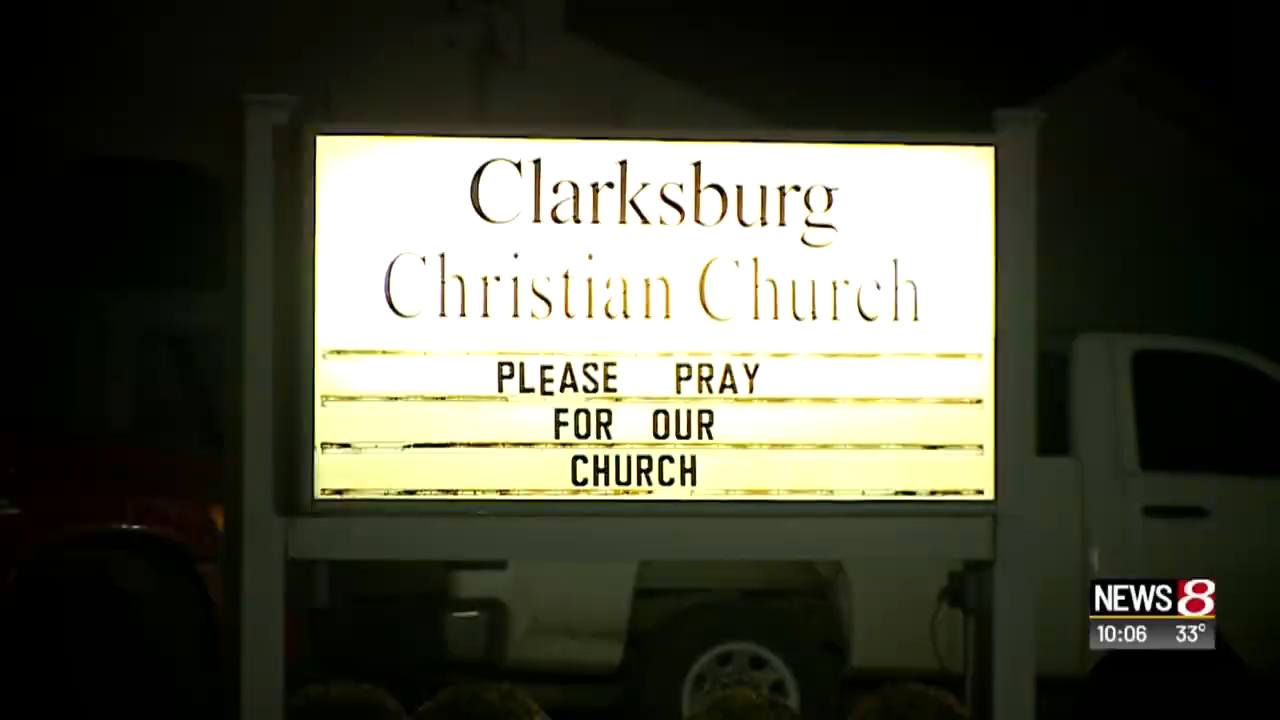 Clarksburg
Christian Church
PLEASE PRAY
FOR OUR
CHURCH
NEWS 8
10:06 33°